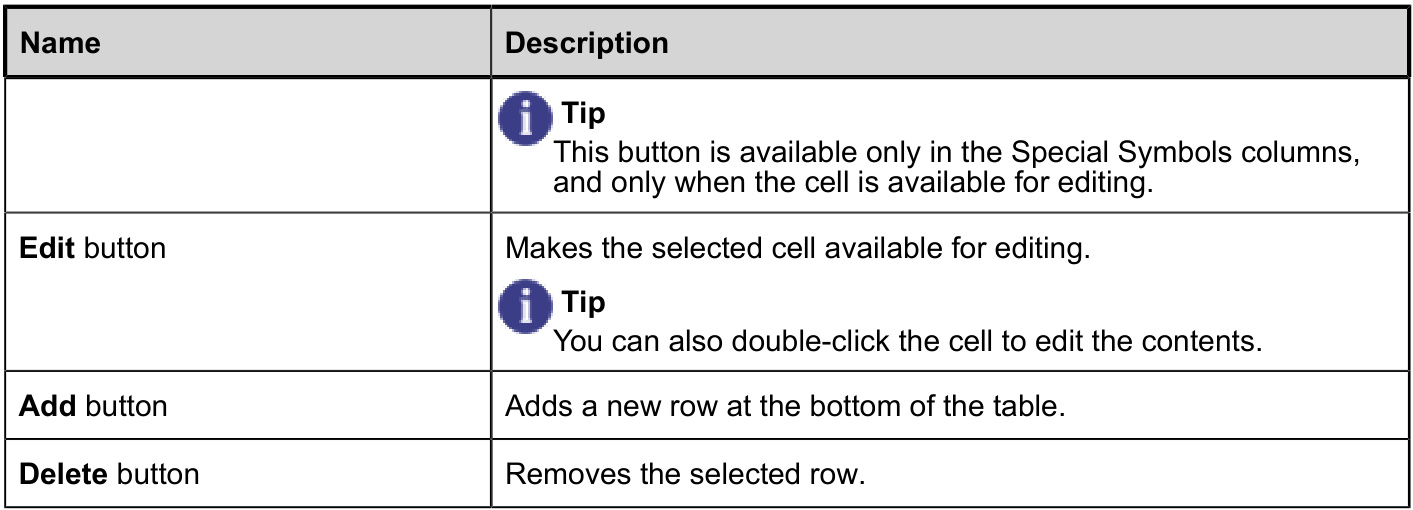 Name Description
Tip
This button is available only in the Special Symbols columns,
and only when the cell is available for editing.
Edit button Makes the selected cell available for editing.
Tip
You can also double-click the cell to edit the contents.
Add button Adds a new row at the bottom of the table.
Delete button Removes the selected row.